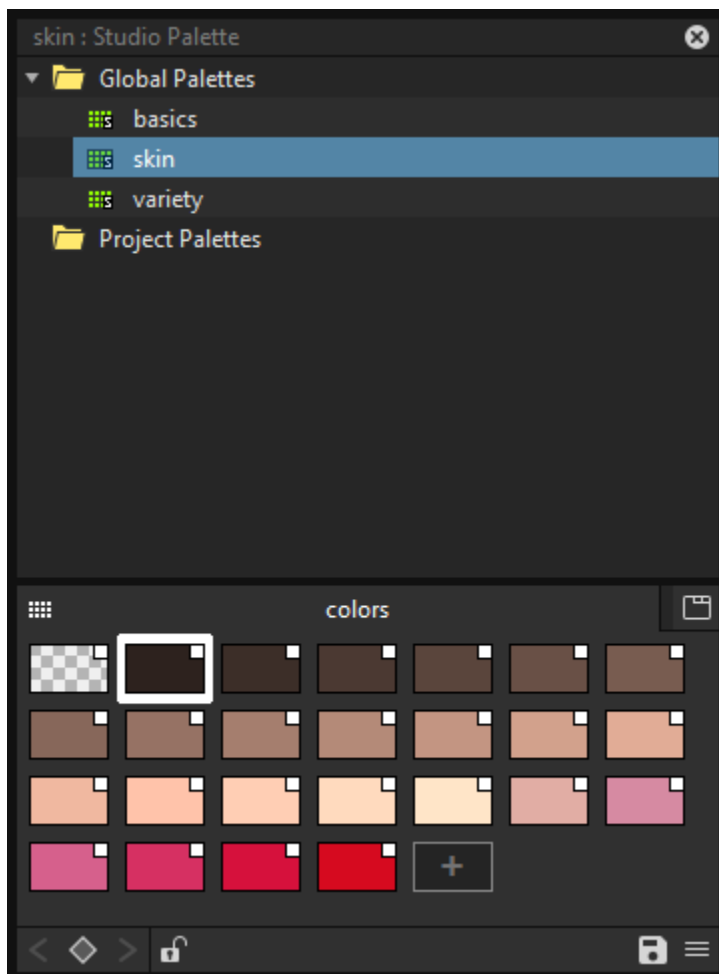 skin : Studio Palette
Global Palettes
basics
skin
variety
Project Palettes
colors